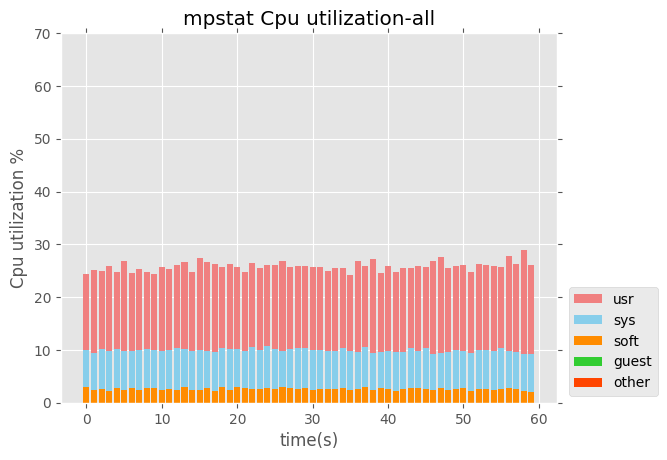 mpstat Cpu utilization-all
Cpu utilization %
70
60
50
40
30
20
10
0
0 10 20 30 40 50 60
time(s)
usr
sys
soft
guest
other